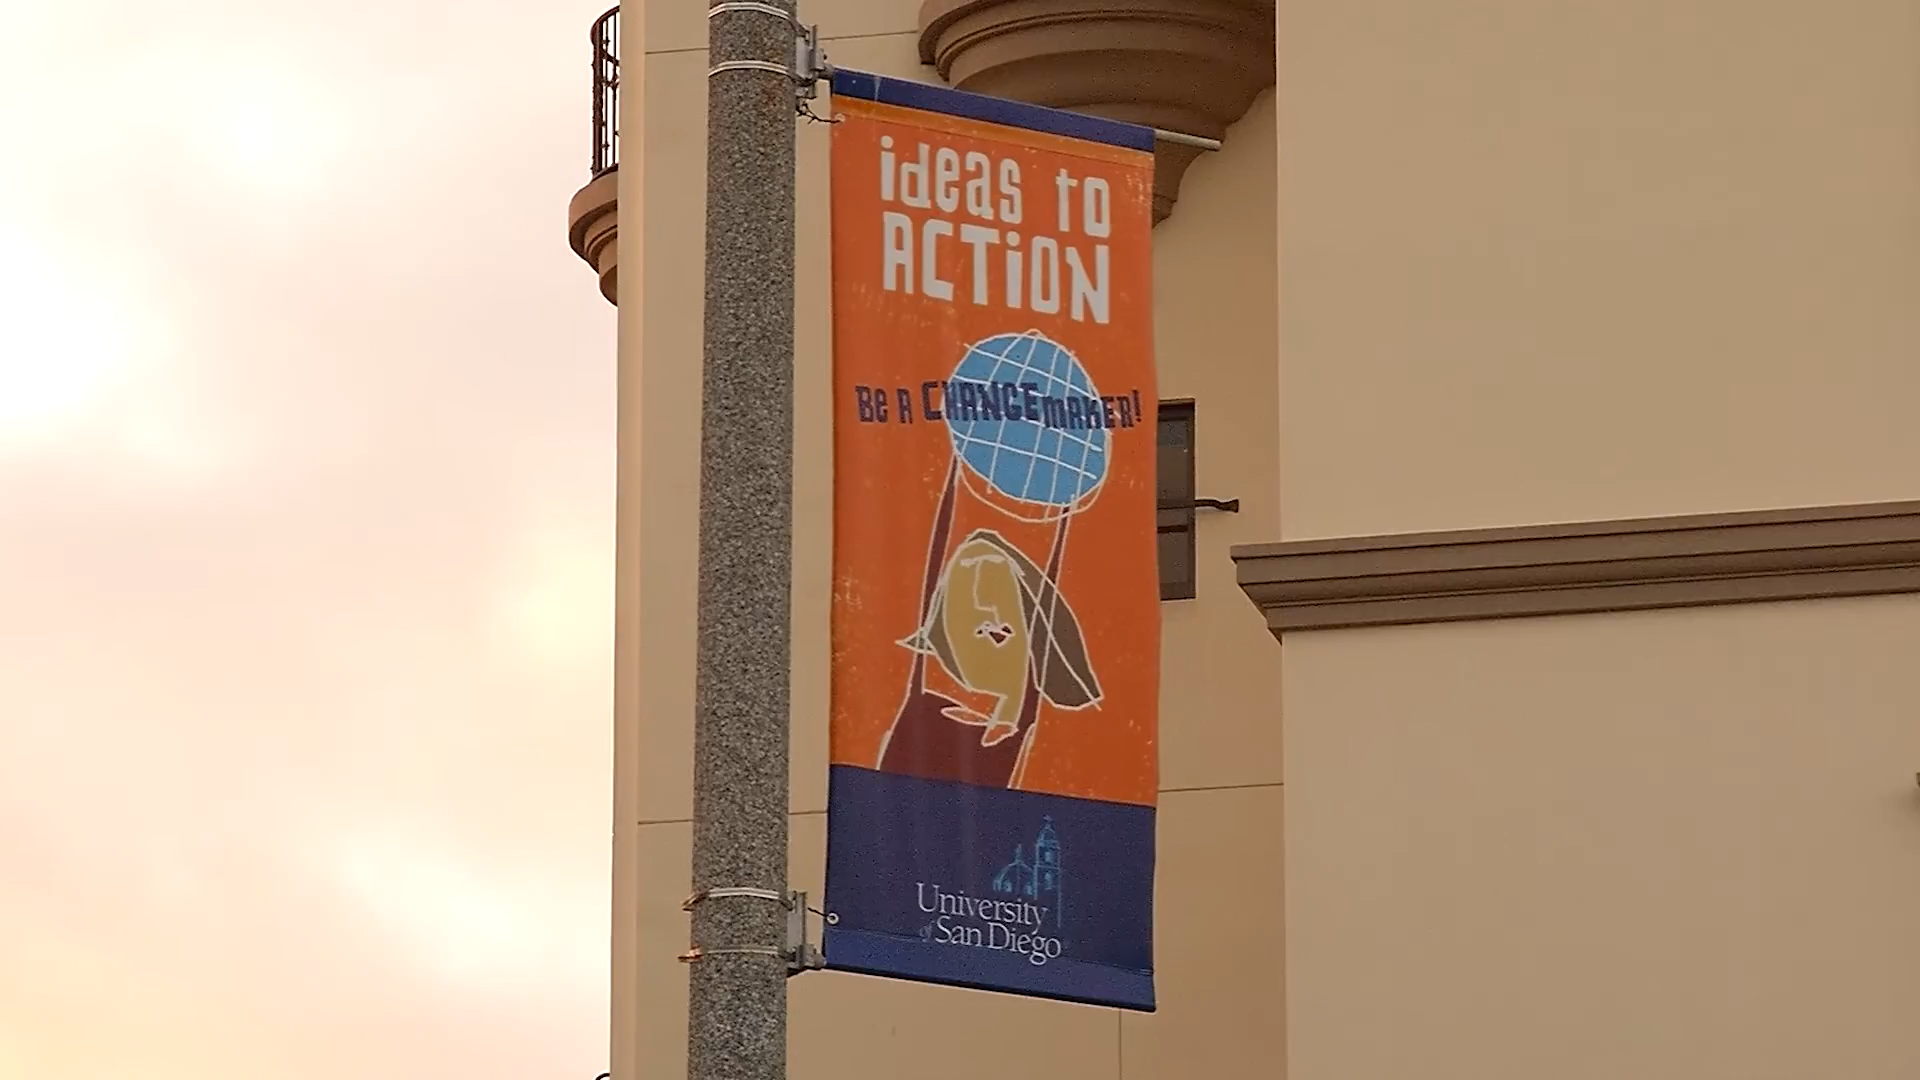 ideas to
ACTiON
Be A CHANGEMAKER!
University
of San Diego